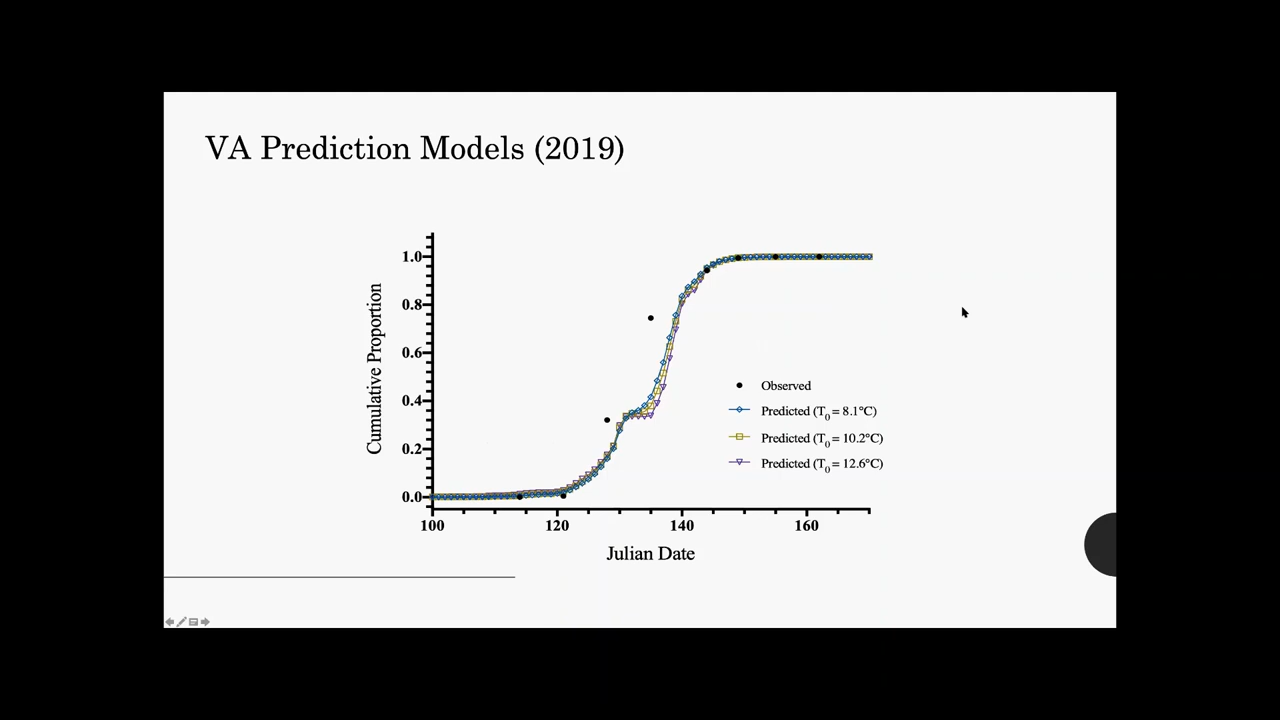 VA Prediction Models (2019)
1.0
0.8
0.6
0.4
0.2
0.0
Cumulative Proportion
100
120
140
160
Julian Date
Observed
Predicted (T0 = 8.1°C)
Predicted (T0 = 10.2°C)
Predicted (T0 = 12.6°C)